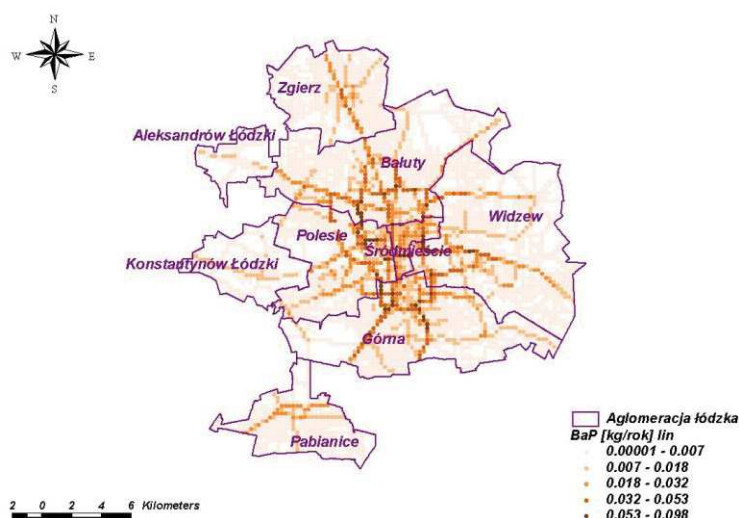 N
W E
S
Zgierz
Aleksandrów Łódzki
Bałuty
Widzew
Polesie
Śródmieście
Konstantynów Łódzki
Górna
Pabianice
Aglomeracja łódzka
BaP [kg/rok] lin
0.00001 - 0.007
0.007 - 0.018
0.018 - 0.032
0.032 - 0.053
0.053 - 0.098
2 0 2 4 6 Kilometers